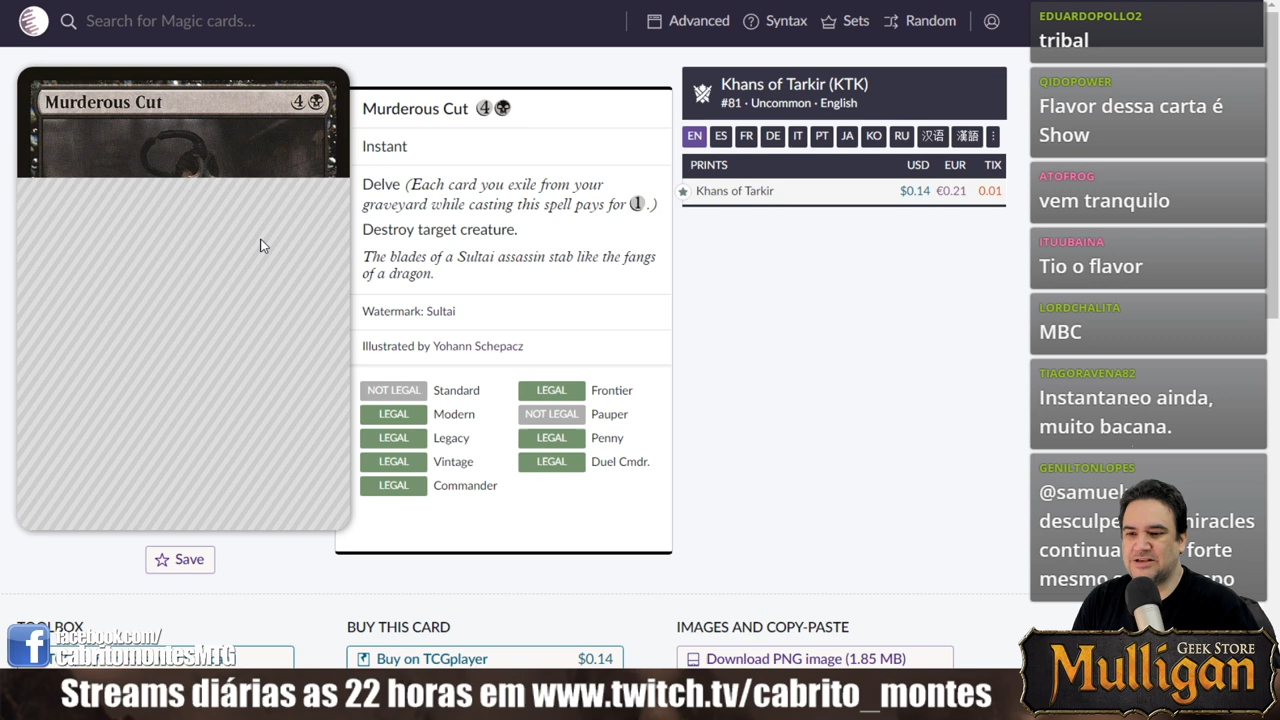 Search for Magic cards...
Advanced
Syntax
Sets
Random
Murderous Cut 4
Murderous Cut 4
Instant
Delve (Each card you exile from your
graveyard while casting this spell pays for 1.)
Destroy target creature.
The blades of a Sultai assassin stab like the fangs
of a dragon.
Watermark: Sultai
Illustrated by Yohann Schepacz
NOT LEGAL Standard LEGAL Frontier
LEGAL Modern NOT LEGAL Pauper
LEGAL Legacy LEGAL Penny
LEGAL Vintage LEGAL Duel Cmdr.
LEGAL Commander
Khans of Tarkir (KTK)
#81 · Uncommon · English
EN ES FR DE IT PT JA KO RU 汉语 漢語
PRINTS USD EUR TIX
Khans of Tarkir $0.14 €0.21 0.01
Save
TOOLBOX
BUY THIS CARD
Buy on TCGplayer $0.14
IMAGES AND COPY-PASTE
Download PNG image (1.85 MB)
EDUARDOPOLLO2
tribal
QIDOPOWER
Flavor dessa carta é
Show
ATOFROG
vem tranquilo
ITUUBAINA
Tio o flavor
LORDCHALITA
MBC
TIAGORAVENA82
Instantaneo ainda,
muito bacana.
GENILTONLOPES
@samuel
desculpe miracles
continua forte
mesmo
facebook.com/
cabritomontesMTG
Streams diárias as 22 horas em www.twitch.tv/cabrito_montes
GEEK STORE
Mulligan